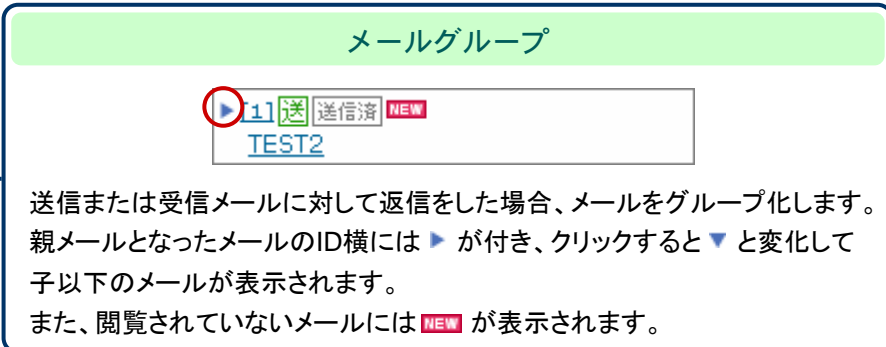 メールグループ
▶[1]送 送信済 NEW
TEST2
送信または受信メールに対して返信をした場合、メールをグループ化します。
親メールとなったメールのID横には ▶ が付き、クリックすると ▼ と変化して
子以下のメールが表示されます。
また、閲覧されていないメールには NEW が表示されます。